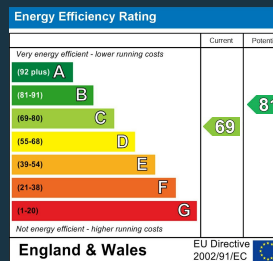 Energy Efficiency Rating
Current Potenti
Very energy efficient - lower running costs
(92 plus) A
(81-91) B
81
(69-80) C
69
(55-68) D
(39-54) E
(21-38) F
(1-20) G
Not energy efficient - higher running costs
England & Wales
EU Directive
2002/91/EC